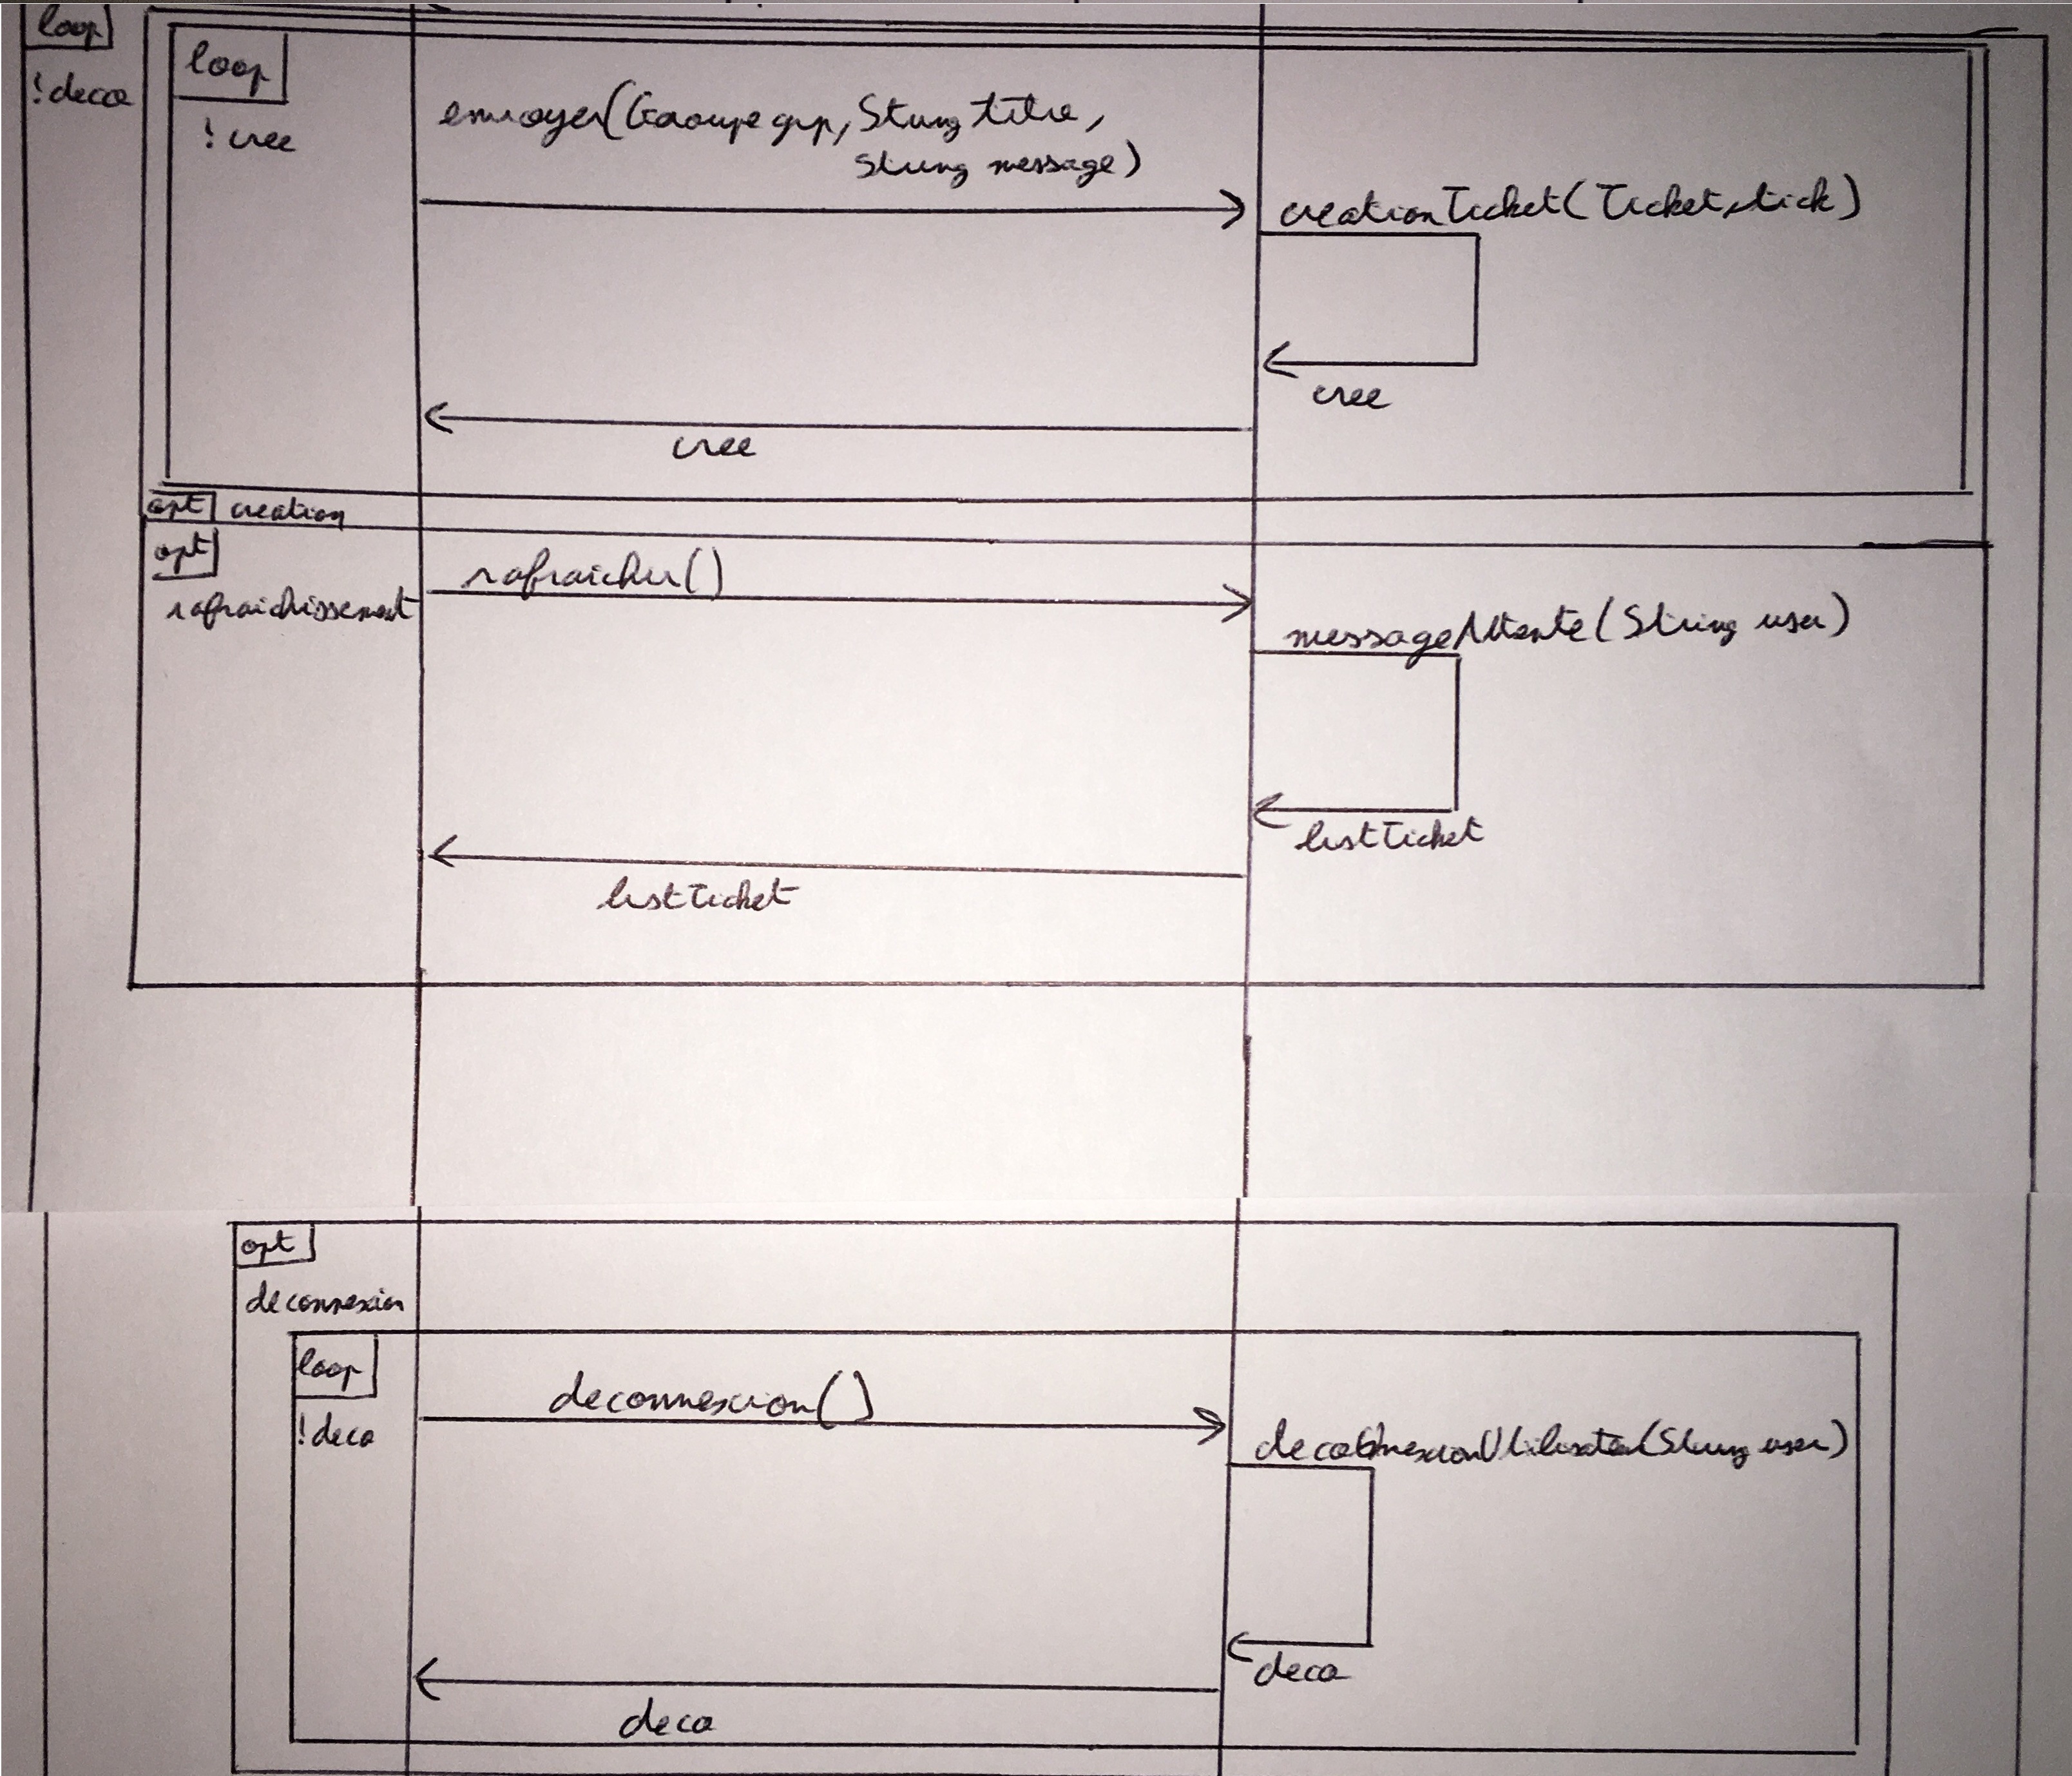 loop
!deco
loop
!cree
envoyer(Groupe grp, String titre,
String message)
creationTicket(Ticket tick)
cree
cree
opt creation
opt
rafraichissement
rafraichir()
messageAttente(String user)
listTicket
listTicket
opt
deconnexion
loop
!deco
deconnexion()
decoonnexionUtilisateur(String user)
deco
deco